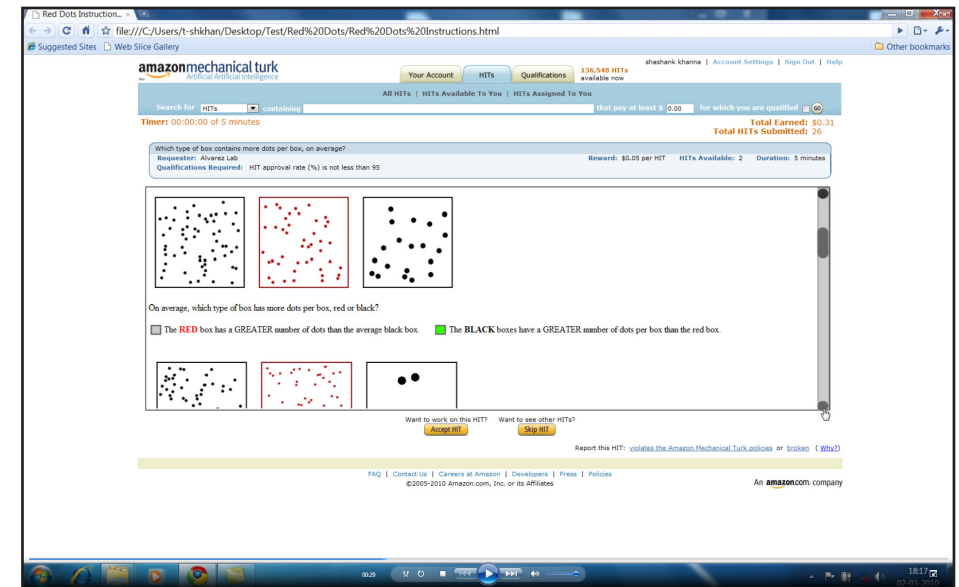 Red Dots Instruction...
file:///C:/Users/t-shkhan/Desktop/Test/Red%20Dots/Red%20Dots%20Instructions.html
Suggested Sites Web Slice Gallery Other bookmarks
amazonmechanical turk
Artificial Artificial Intelligence
Your Account HITs Qualifications
136,548 HITs
available now
shashank khanna | Account Settings | Sign Out | Help
All HITs | HITs Available To You | HITs Assigned To You
Search for HITs containing that pay at least $ 0.00 for which you are qualified GO
Timer: 00:00:00 of 5 minutes
Total Earned: $0.31
Total HITs Submitted: 26
Which type of box contains more dots per box, on average?
Requester: Alvarez Lab Reward: $0.05 per HIT HITs Available: 2 Duration: 5 minutes
Qualifications Required: HIT approval rate (%) is not less than 95
On average, which type of box has more dots per box, red or black?
The RED box has a GREATER number of dots than the average black box. The BLACK boxes have a GREATER number of dots per box than the red box.
Want to work on this HIT? Want to see other HITs?
Accept HIT Skip HIT
Report this HIT: violates the Amazon Mechanical Turk policies or broken ( Why?)
FAQ | Contact Us | Careers at Amazon | Developers | Press | Policies
©2005-2010 Amazon.com, Inc. or its Affiliates
An amazon.com. company
00:29
18:17
02-03-2010